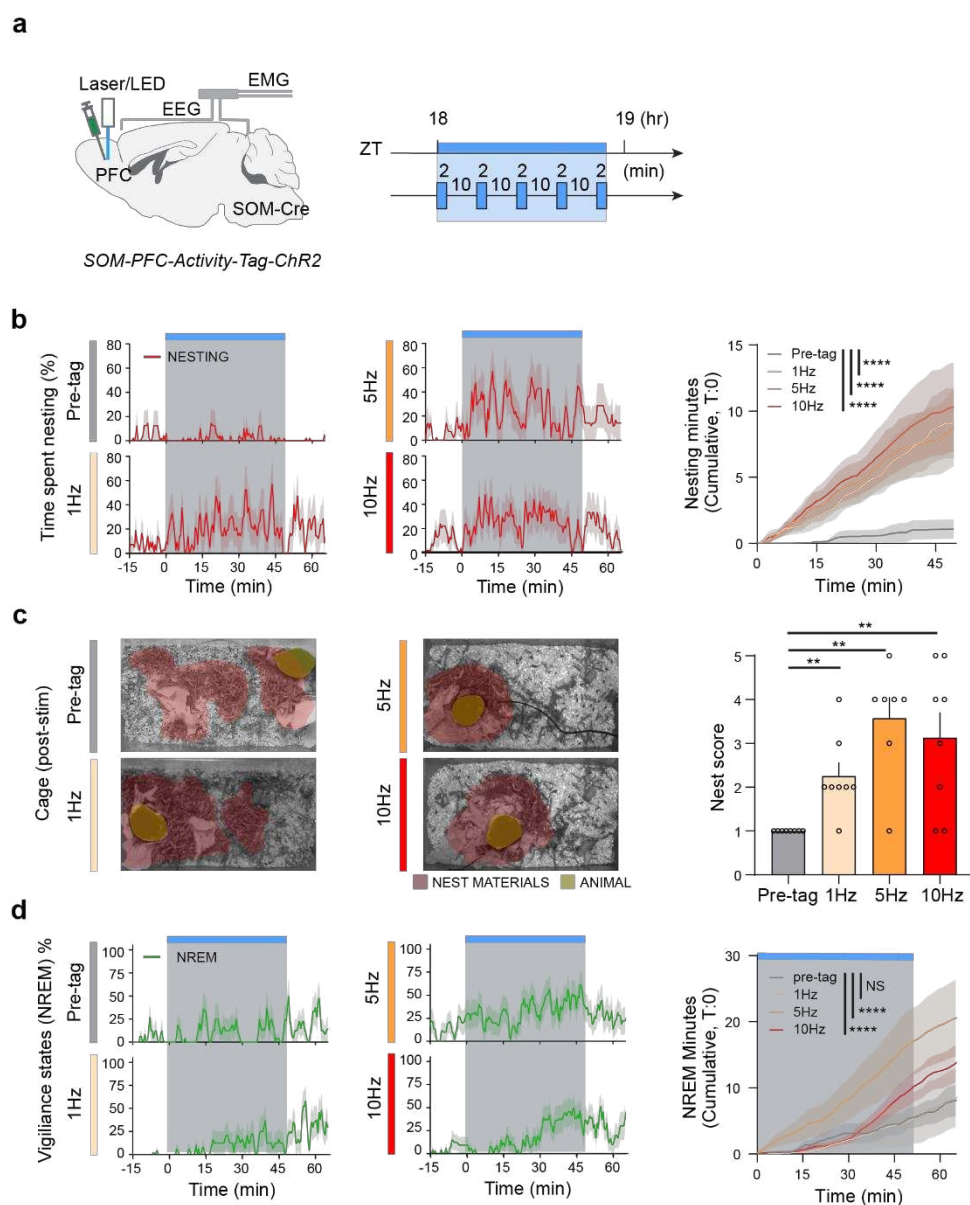 a
Laser/LED
EMG
EEG
PFC
SOM-Cre
SOM-PFC-Activity-Tag-ChR2
18
19 (hr)
ZT
2 2 2 2 2
(min)
10 10 10 10
b
Time spent nesting (%)
Pre-tag
80
60
40
20
0
NESTING
1Hz
80
60
40
20
0
-15 0 15 30 45 60
Time (min)
5Hz
80
60
40
20
0
10Hz
80
60
40
20
0
-15 0 15 30 45 60
Time (min)
Nesting minutes
(Cumulative, T:0)
15
10
5
0
Pre-tag
1Hz
5Hz
10Hz
****
****
****
0 15 30 45
Time (min)
c
Cage (post-stim)
Pre-tag
1Hz
5Hz
10Hz
NEST MATERIALS
ANIMAL
Nest score
5
4
3
2
1
0
**
**
**
Pre-tag 1Hz 5Hz 10Hz
d
Vigiliance states (NREM) %
Pre-tag
100
75
50
25
0
NREM
1Hz
100
75
50
25
0
-15 0 15 30 45 60
Time (min)
5Hz
100
75
50
25
0
10Hz
100
75
50
25
0
-15 0 15 30 45 60
Time (min)
NREM Minutes
(Cumulative, T:0)
30
20
10
0
pre-tag
1Hz
5Hz
10Hz
NS
****
****
0 15 30 45 60
Time (min)